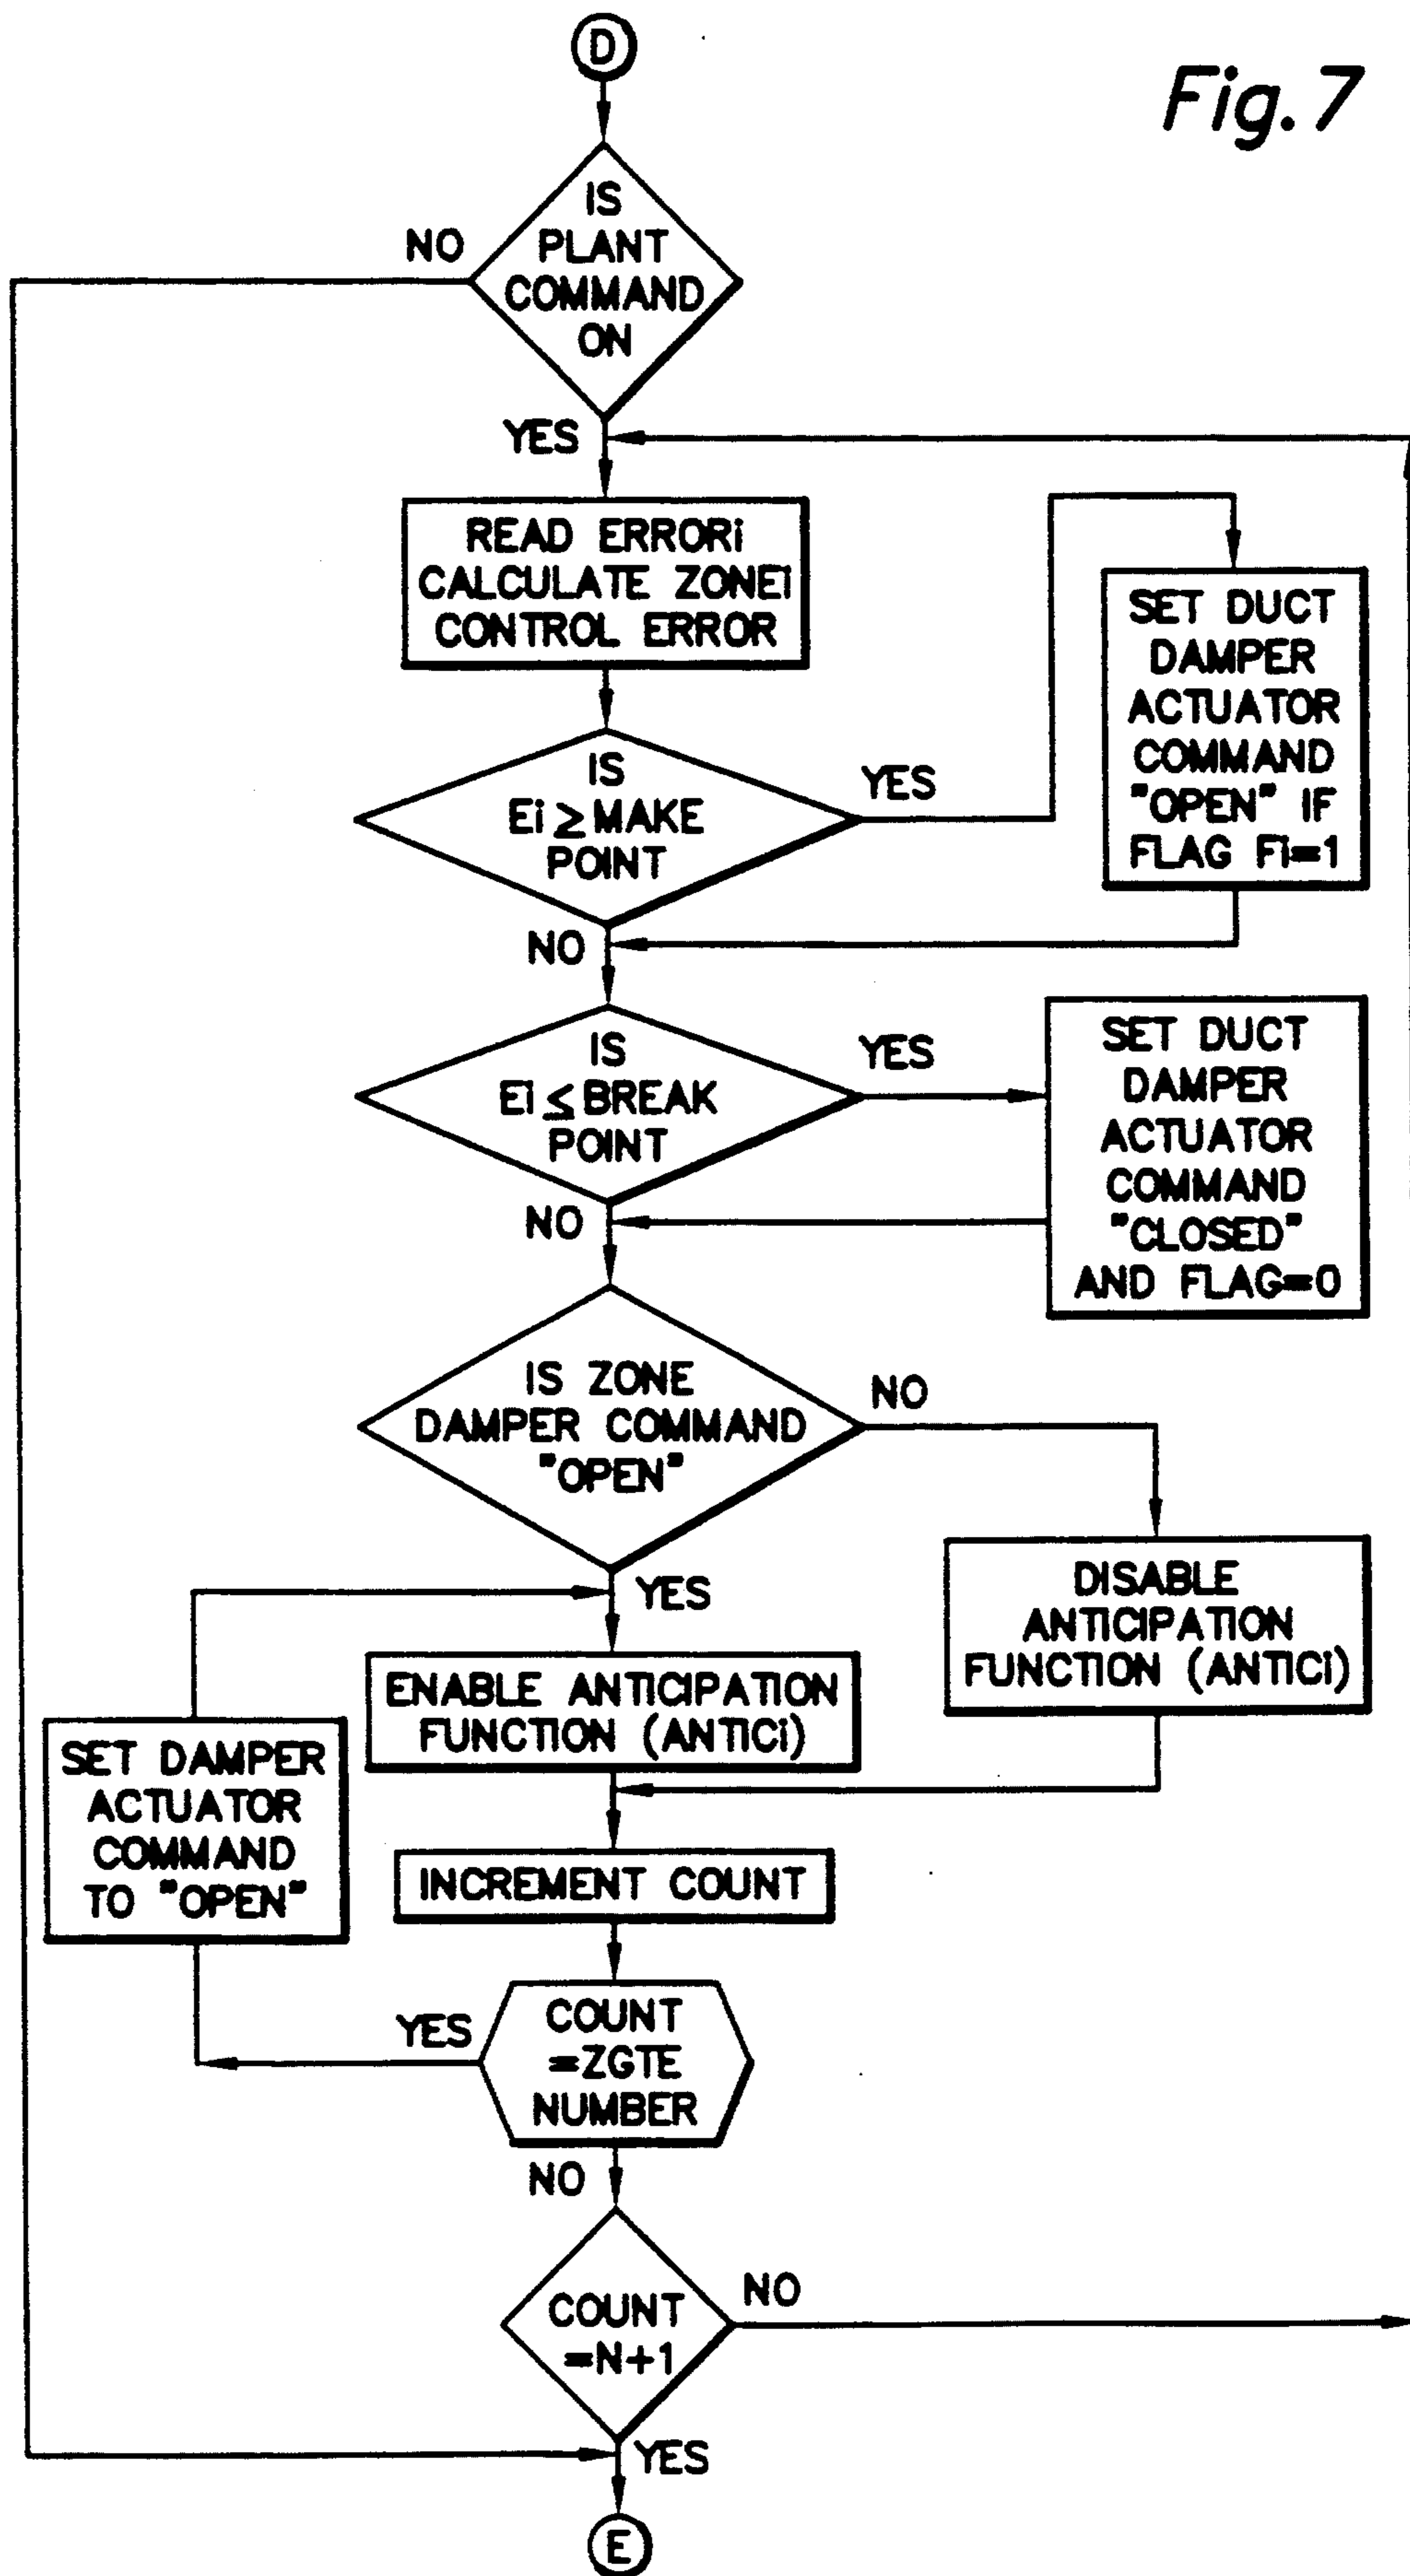 Fig. 7
D
IS
PLANT
COMMAND
ON
NO
YES
READ ERRORi
CALCULATE ZONEi
CONTROL ERROR
IS
Ei ≥ MAKE
POINT
YES
NO
SET DUCT
DAMPER
ACTUATOR
COMMAND
"OPEN" IF
FLAG Fi=1
IS
Ei ≤ BREAK
POINT
YES
NO
SET DUCT
DAMPER
ACTUATOR
COMMAND
"CLOSED"
AND FLAG=0
IS ZONE
DAMPER COMMAND
"OPEN"
NO
YES
DISABLE
ANTICIPATION
FUNCTION (ANTICi)
ENABLE ANTICIPATION
FUNCTION (ANTICi)
SET DAMPER
ACTUATOR
COMMAND
TO "OPEN"
INCREMENT COUNT
COUNT
=ZGTE
NUMBER
YES
NO
COUNT
=N+1
NO
YES
E